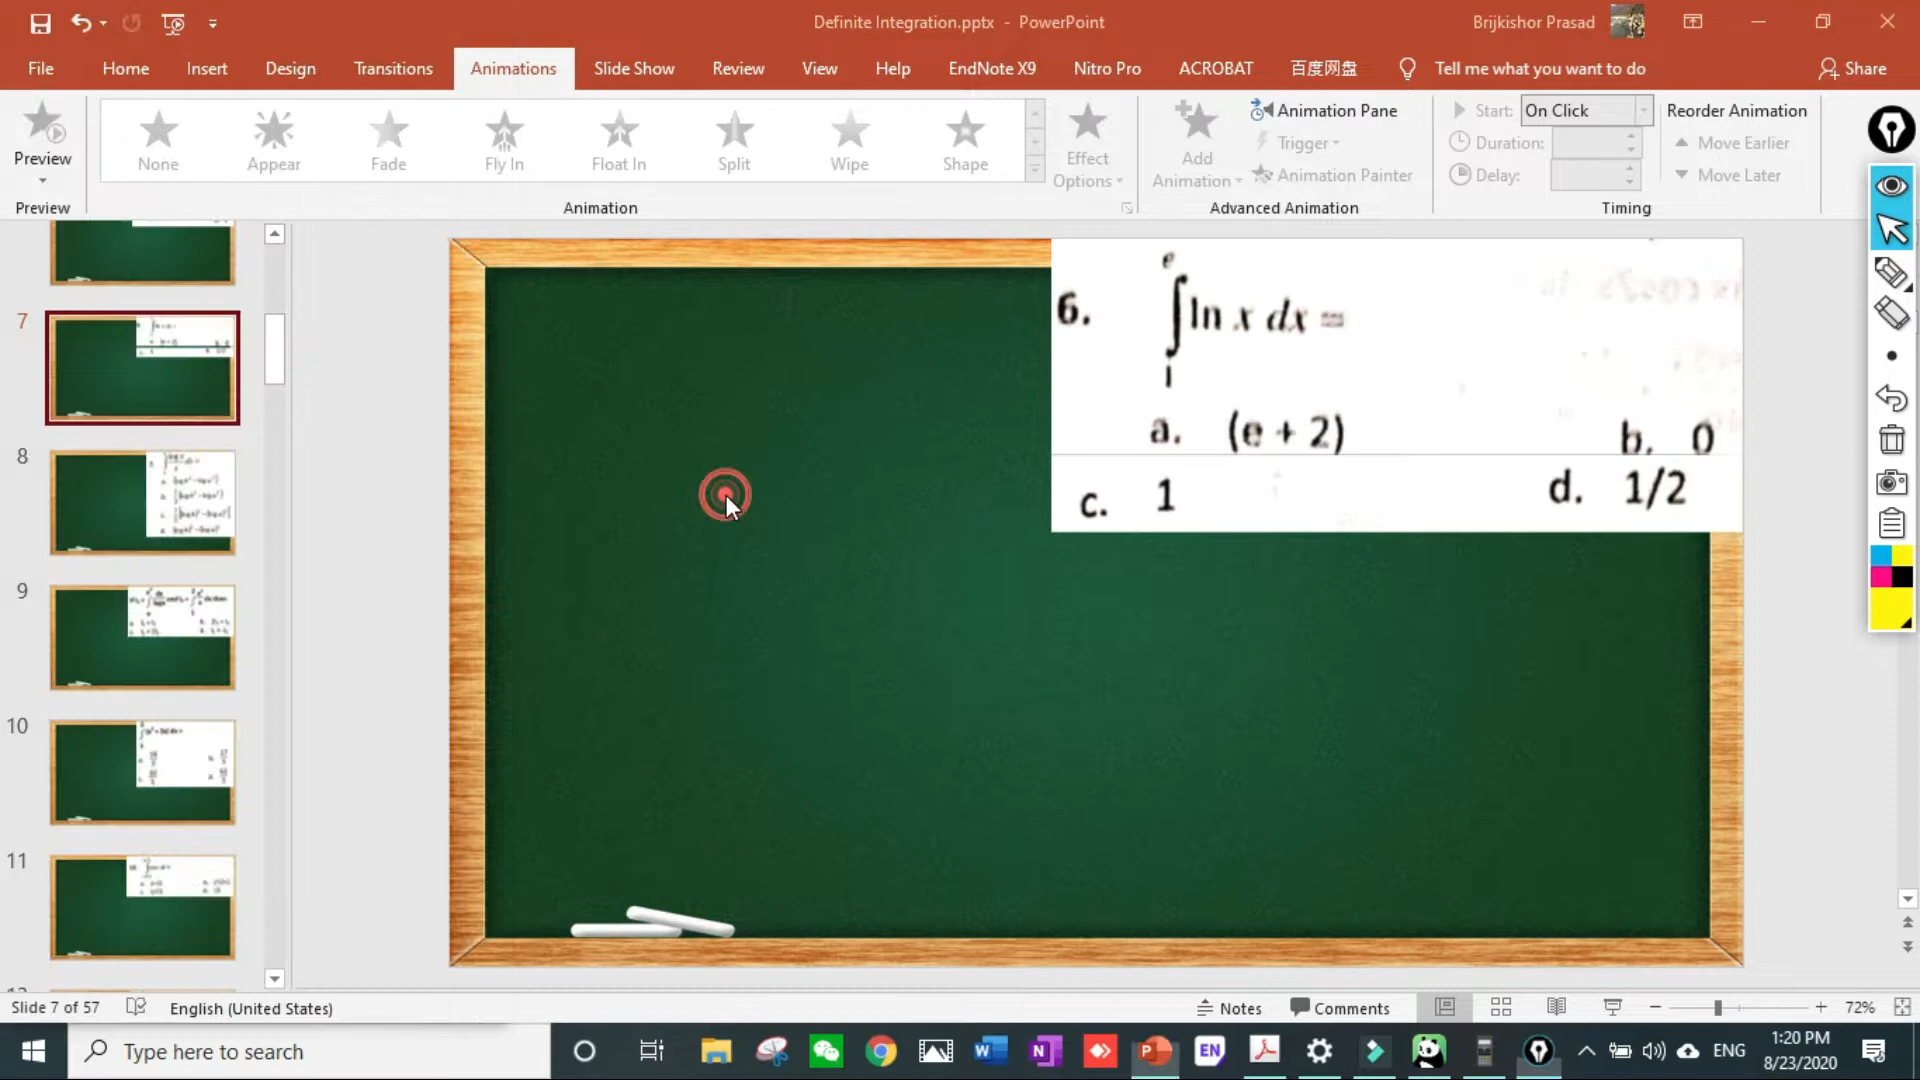 Definite Integration.pptx - PowerPoint
Brijkishor Prasad
File Home Insert Design Transitions Animations Slide Show Review View Help EndNote X9 Nitro Pro ACROBAT 百度网盘 Tell me what you want to do Share
Preview
None Appear Fade Fly In Float In Split Wipe Shape
Effect Options
Add Animation
Animation Pane
Trigger
Animation Painter
Start: On Click
Duration:
Delay:
Reorder Animation
Move Earlier
Move Later
Preview Animation Advanced Animation Timing
7
8
9
10
11
6. ∫₁ᵉ ln x dx =
a. (e + 2) b. 0
c. 1 d. 1/2
Slide 7 of 57 English (United States) Notes Comments 72%
Type here to search
EN
ENG
1:20 PM
8/23/2020